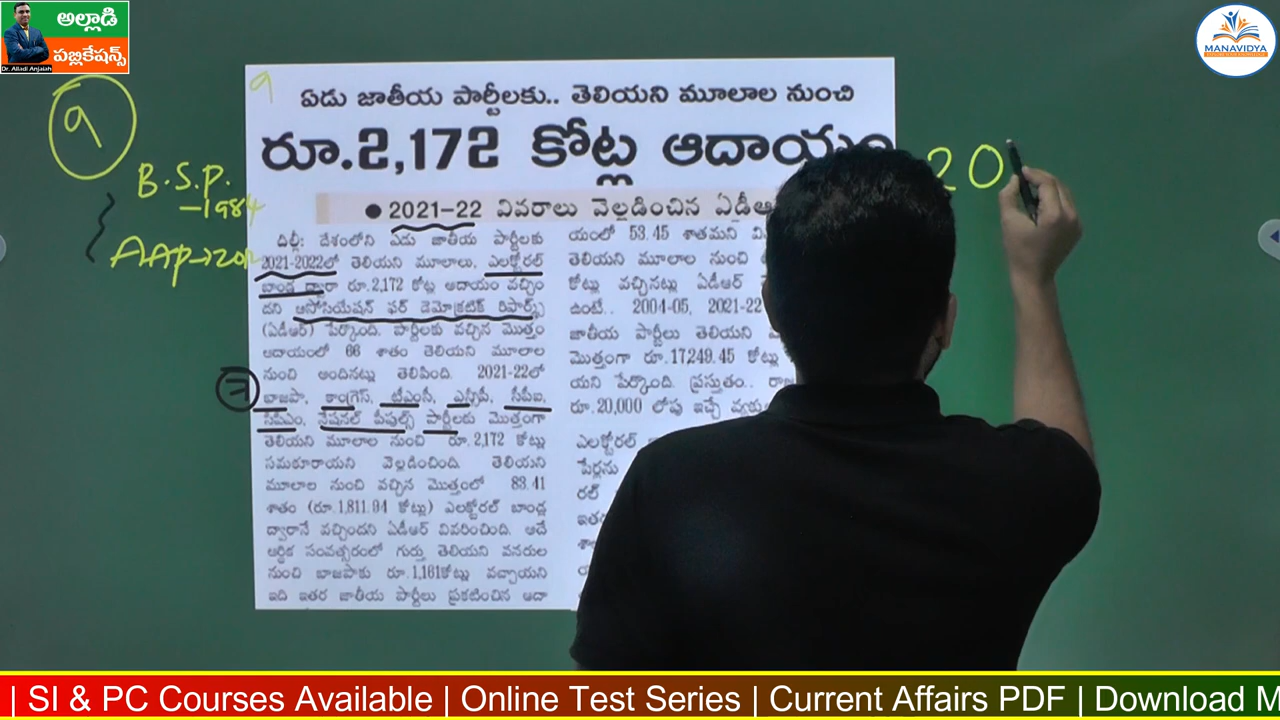 అల్లాడి
పబ్లికేషన్స్
Dr. Alladi Anjaiah
MANAVIDYA
9
9
B.S.P.
-1984
AAP→2012
20
ఏడు జాతీయ పార్టీలకు.. తెలియని మూలాల నుంచి
రూ.2,172 కోట్ల ఆదాయం
● 2021-22 వివరాలు వెల్లడించిన ఏడీఆ
దిల్లీ: దేశంలోని ఏడు జాతీయ పార్టీలకు
2021-2022లో తెలియని మూలాలు, ఎలక్టోరల్
బాండ్ల ద్వారా రూ.2,172 కోట్ల ఆదాయం వచ్చిం
దని అసోసియేషన్ ఫర్ డెమోక్రటిక్ రిఫార్మ్స్
(ఏడీఆర్) పేర్కొంది. పార్టీలకు వచ్చిన మొత్తం
ఆదాయంలో 66 శాతం తెలియని మూలాల
నుంచి అందినట్లు తెలిపింది. 2021-22లో
7
భాజపా, కాంగ్రెస్, టీఎంసీ, ఎన్సీపీ, సీపీఐ,
సీపీఎం, నేషనల్ పీపుల్స్ పార్టీలకు మొత్తంగా
తెలియని మూలాల నుంచి రూ.2,172 కోట్లు
సమకూరాయని వెల్లడించింది. తెలియని
మూలాల నుంచి వచ్చిన మొత్తంలో 83.41
శాతం (రూ.1,811.94 కోట్లు) ఎలక్టోరల్ బాండ్ల
ద్వారానే వచ్చిందని ఏడీఆర్ వివరించింది. అదే
ఆర్థిక సంవత్సరంలో గుర్తు తెలియని వనరుల
నుంచి భాజపాకు రూ.1,161కోట్లు వచ్చాయని
ఇది ఇతర జాతీయ పార్టీలు ప్రకటించిన ఆదా
యంలో 53.45 శాతమని వి
తెలియని మూలాల నుంచి
కోట్లు వచ్చినట్లు ఏడీఆర్
ఉంటే.. 2004-05, 2021-22
జాతీయ పార్టీలు తెలియని
మొత్తంగా రూ.17,249.45 కోట్లు
యని పేర్కొంది. ప్రస్తుతం.. రాజ
రూ.20,000 లోపు ఇచ్చే వ్యక్తుల
ఎలక్టోరల్
పేర్లను
రల్
ఇత
| SI & PC Courses Available | Online Test Series | Current Affairs PDF | Download M